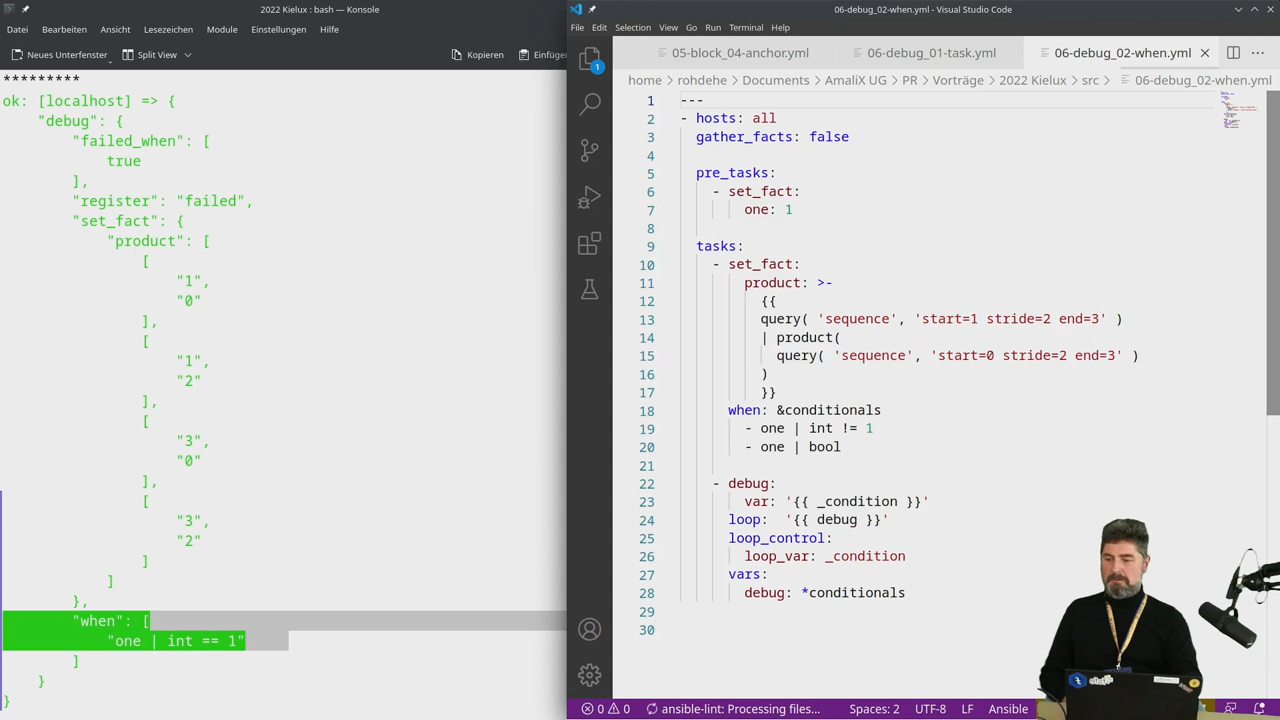 2022 Kielux : bash — Konsole
Datei Bearbeiten Ansicht Lesezeichen Module Einstellungen Hilfe
Neues Unterfenster Split View Kopieren Einfüge
*********
ok: [localhost] => {
"debug": {
"failed_when": [
true
],
"register": "failed",
"set_fact": {
"product": [
[
"1",
"0"
],
[
"1",
"2"
],
[
"3",
"0"
],
[
"3",
"2"
]
]
},
"when": [
"one | int == 1"
]
}
}
06-debug_02-when.yml - Visual Studio Code
File Edit Selection View Go Run Terminal Help
05-block_04-anchor.yml 06-debug_01-task.yml 06-debug_02-when.yml
home > rohdehe > Documents > AmaliX UG > PR > Vorträge > 2022 Kielux > src > 06-debug_02-when.yml
1
1 ---
2 - hosts: all
3 gather_facts: false
4
5 pre_tasks:
6 - set_fact:
7 one: 1
8
9 tasks:
10 - set_fact:
11 product: >-
12 {{
13 query( 'sequence', 'start=1 stride=2 end=3' )
14 | product(
15 query( 'sequence', 'start=0 stride=2 end=3' )
16 )
17 }}
18 when: &conditionals
19 - one | int != 1
20 - one | bool
21
22 - debug:
23 var: '{{ _condition }}'
24 loop: '{{ debug }}'
25 loop_control:
26 loop_var: _condition
27 vars:
28 debug: *conditionals
29
30
0 0 ansible-lint: Processing files... Spaces: 2 UTF-8 LF Ansible